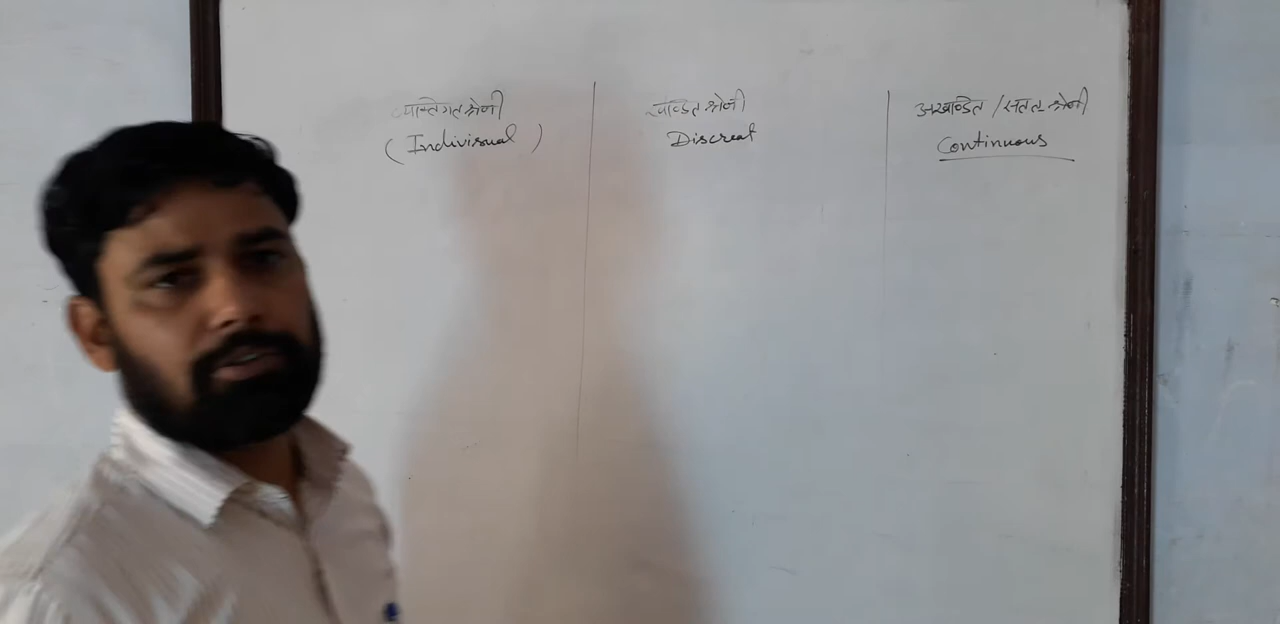 व्यक्तिगत श्रेणी
(Indivisual)
खण्डित श्रेणी
Discreat
अखण्डित / सतत श्रेणी
Continuous